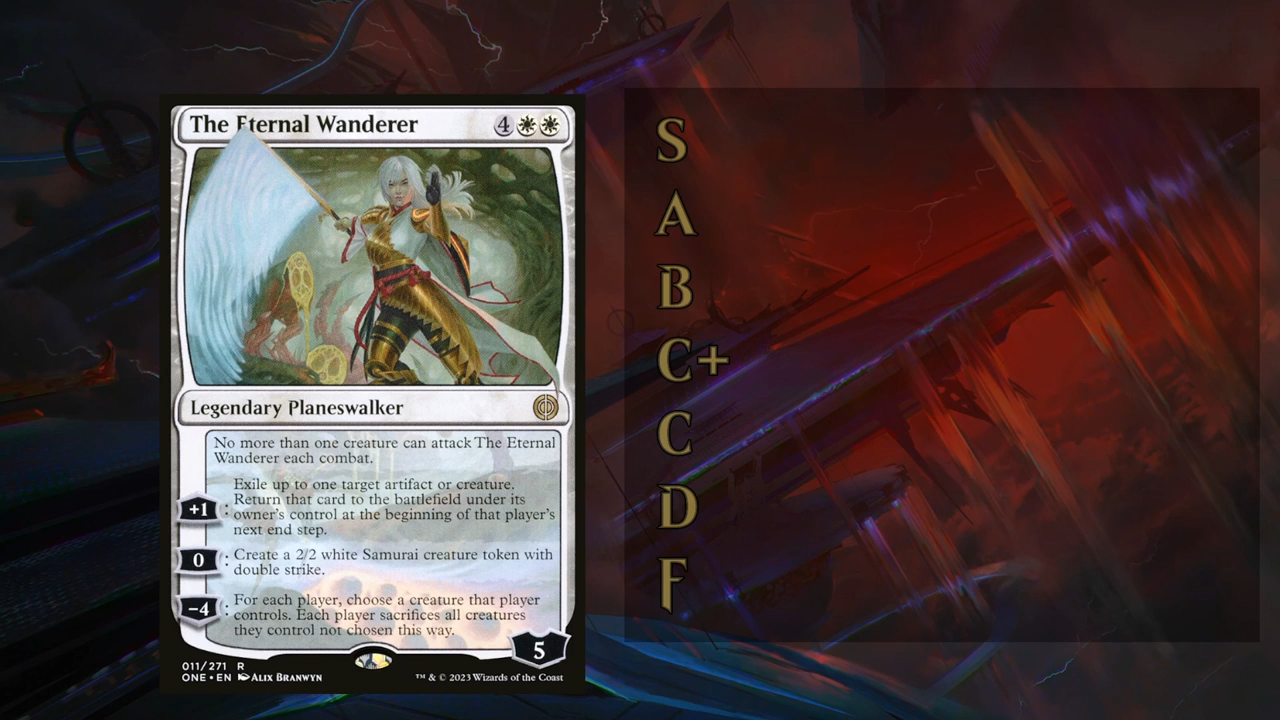 The Eternal Wanderer 4
Legendary Planeswalker
No more than one creature can attack The Eternal
Wanderer each combat.
+1 : Exile up to one target artifact or creature.
Return that card to the battlefield under its
owner's control at the beginning of that player's
next end step.
0 : Create a 2/2 white Samurai creature token with
double strike.
−4 : For each player, choose a creature that player
controls. Each player sacrifices all creatures
they control not chosen this way.
5
011/271 R
ONE • EN ALIX BRANWYN
™ & © 2023 Wizards of the Coast
S
A
B
C+
C
D
F